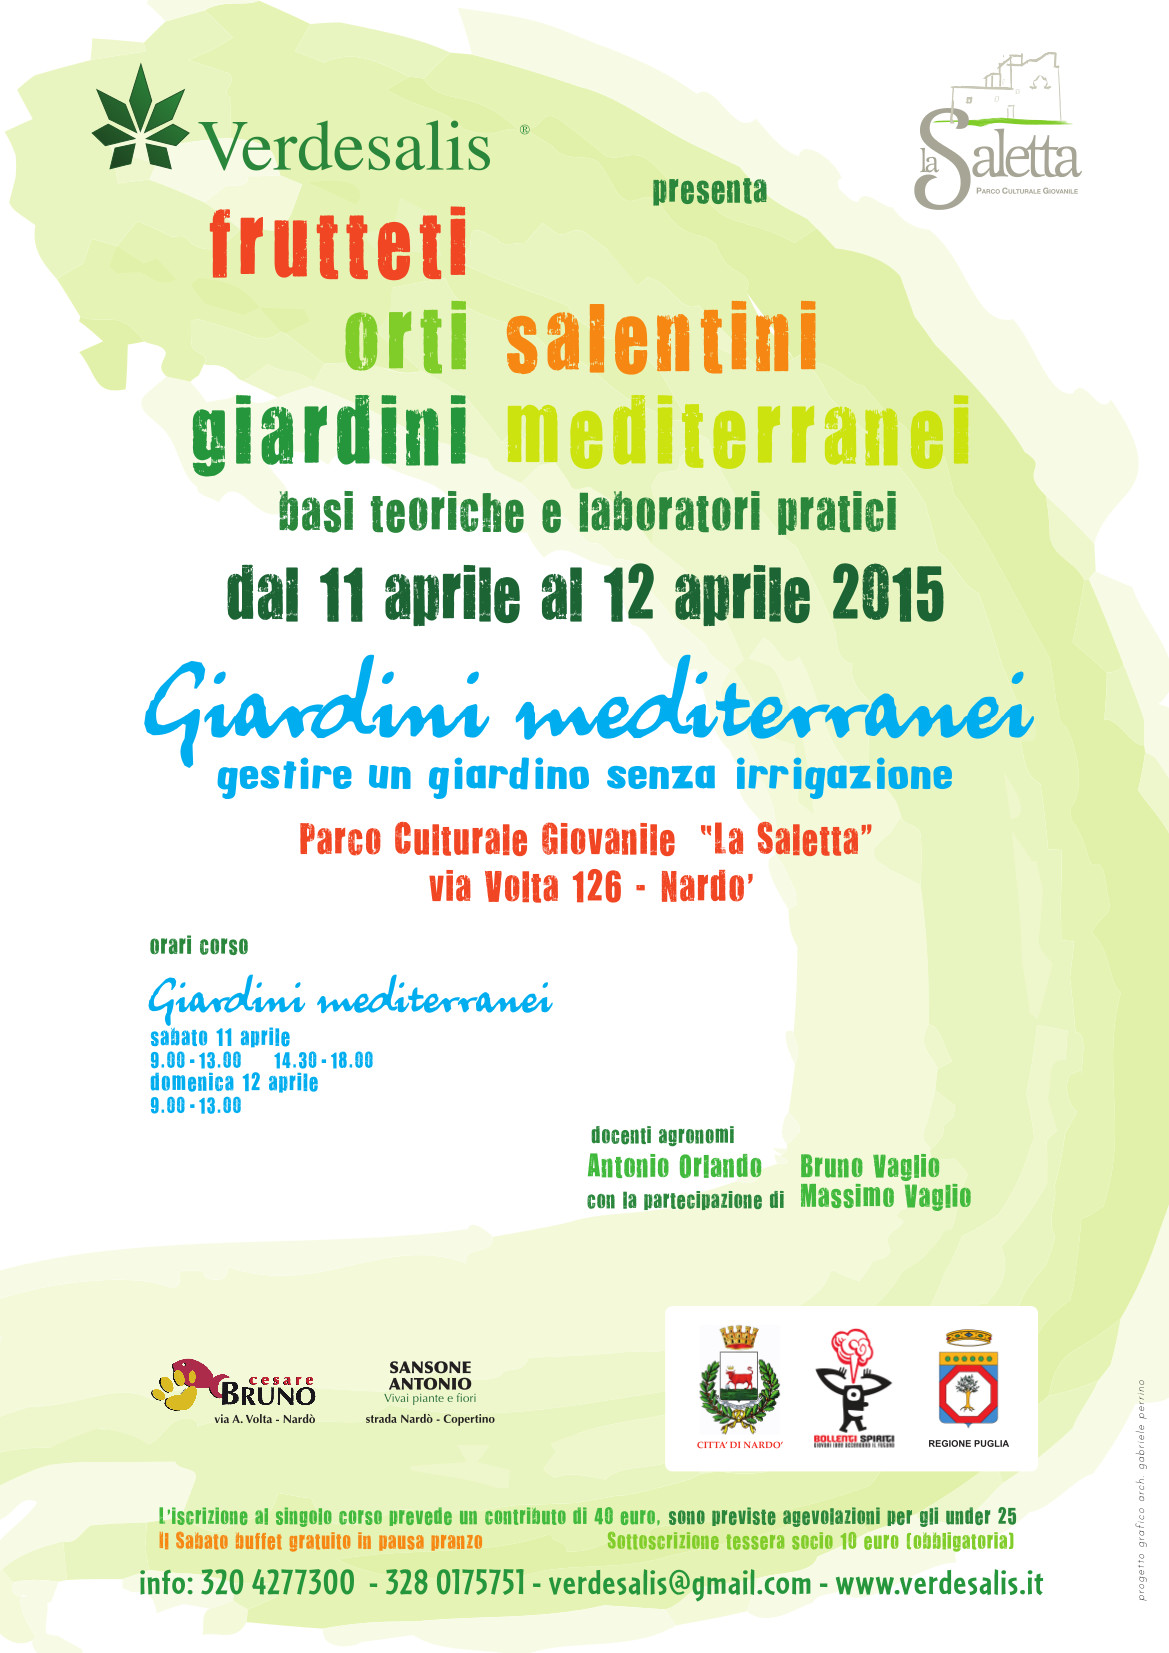 Verdesalis ®
la Saletta
PARCO CULTURALE GIOVANILE
presenta
frutteti
orti salentini
giardini mediterranei
basi teoriche e laboratori pratici
dal 11 aprile al 12 aprile 2015
Giardini mediterranei
gestire un giardino senza irrigazione
Parco Culturale Giovanile "La Saletta"
via Volta 126 - Nardo'
orari corso
Giardini mediterranei
sabato 11 aprile
9.00-13.00 14.30-18.00
domenica 12 aprile
9.00-13.00
docenti agronomi
Antonio Orlando Bruno Vaglio
con la partecipazione di Massimo Vaglio
cesare
BRUNO
via A. Volta - Nardò
SANSONE
ANTONIO
Vivai piante e fiori
strada Nardò - Copertino
CITTA' DI NARDO'
BOLLENTI SPIRITI
GIOVANI IDEE ACCENDONO IL FUTURO
REGIONE PUGLIA
L'iscrizione al singolo corso prevede un contributo di 40 euro, sono previste agevolazioni per gli under 25
Il Sabato buffet gratuito in pausa pranzo Sottoscrizione tessera socio 10 euro (obbligatoria)
info: 320 4277300 - 328 0175751 - verdesalis@gmail.com - www.verdesalis.it
progetto grafico arch. gabriele perrino